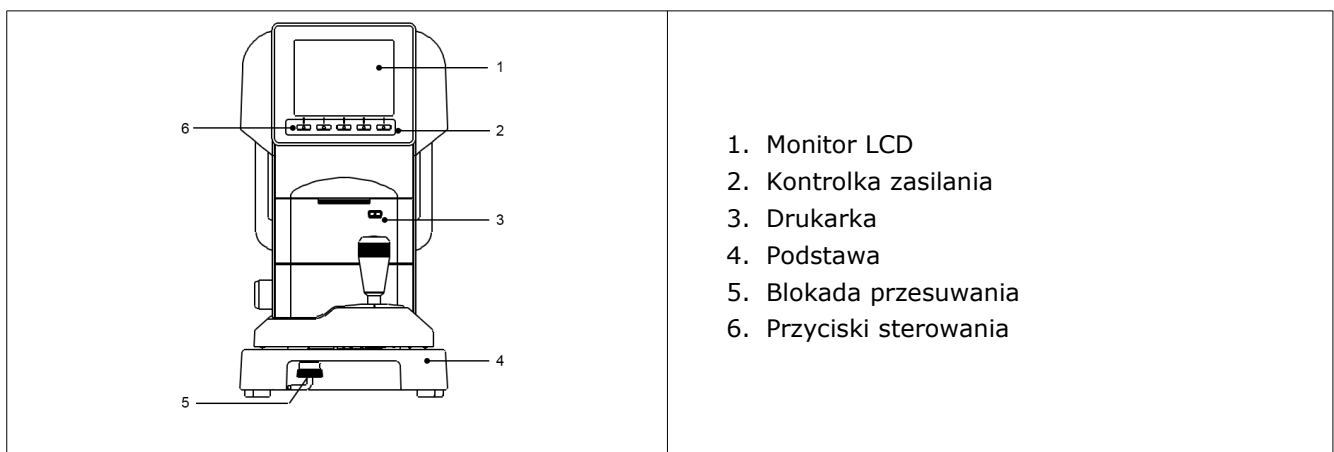 1
6
2
3
4
5
1. Monitor LCD
2. Kontrolka zasilania
3. Drukarka
4. Podstawa
5. Blokada przesuwania
6. Przyciski sterowania